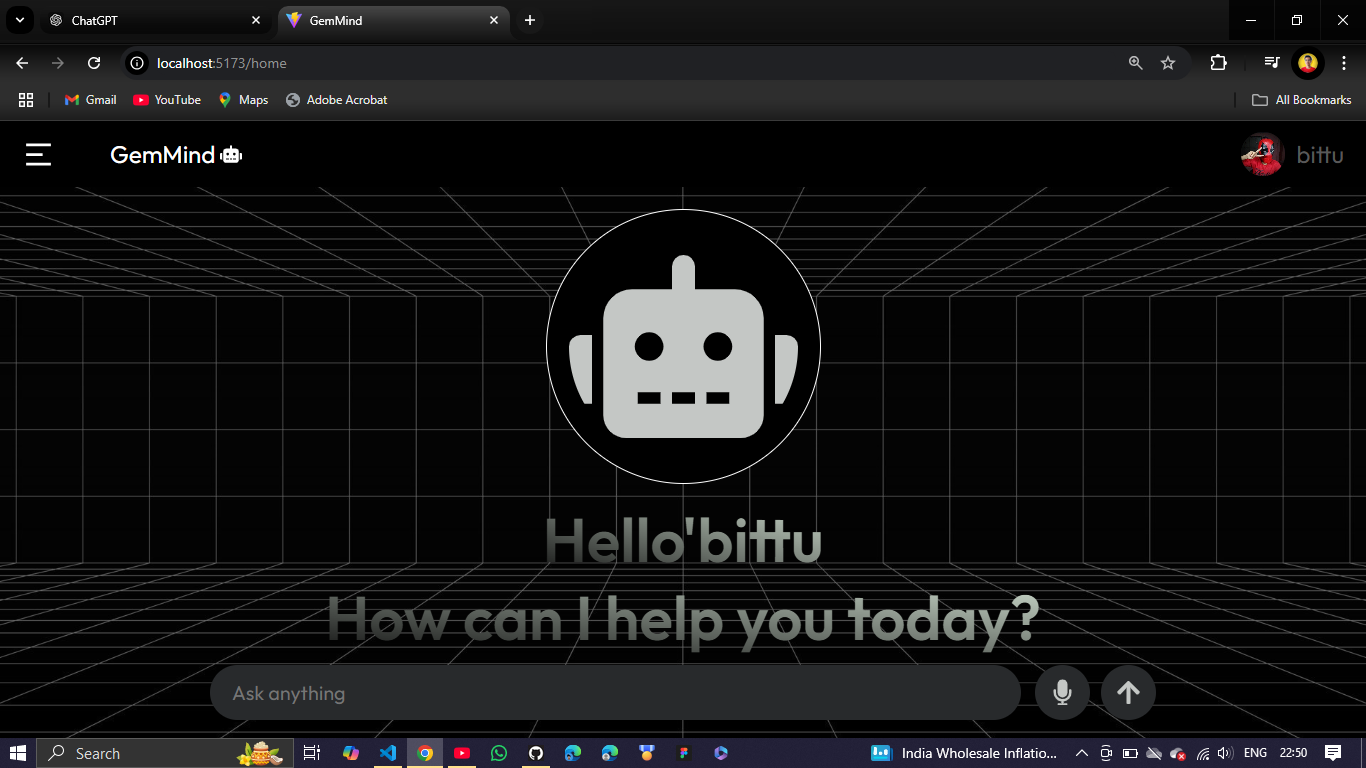 ChatGPT
GemMind
localhost:5173/home
Gmail
YouTube
Maps
Adobe Acrobat
All Bookmarks
GemMind
bittu
Hello'bittu
How can I help you today?
Ask anything
Search
India Wholesale Inflatio...
ENG
22:50